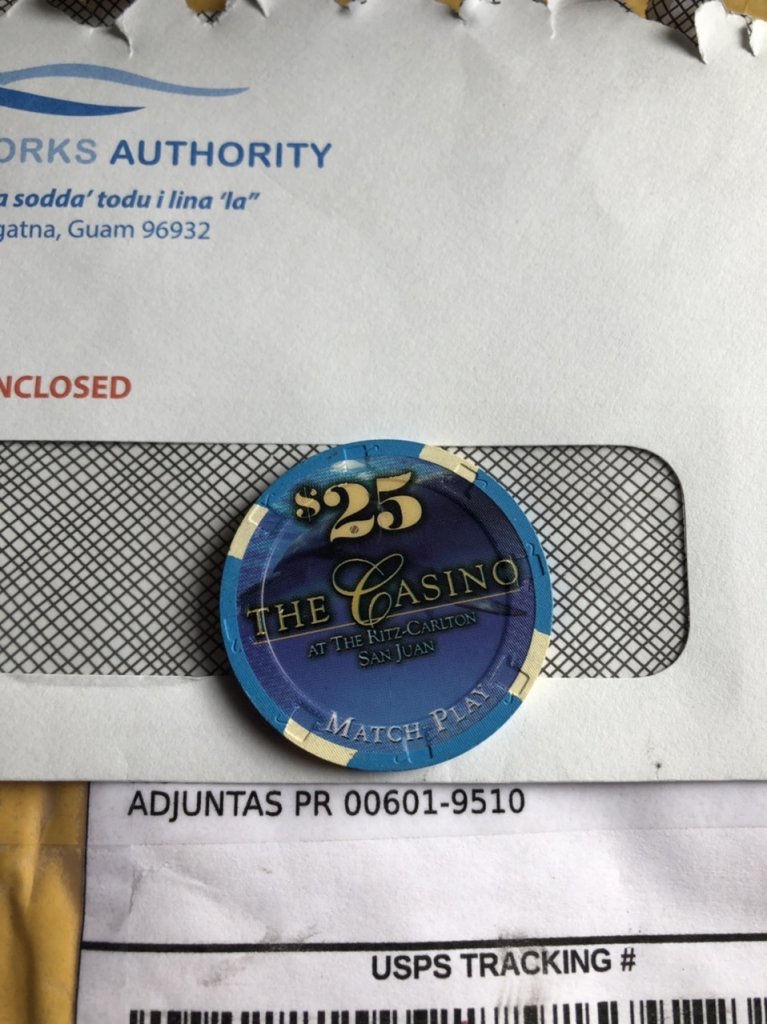 ORKS AUTHORITY
a sodda' todu i lina 'la"
gatna, Guam 96932
NCLOSED
$25
THE CASINO
AT THE RITZ-CARLTON
SAN JUAN
MATCH PLAY
ADJUNTAS PR 00601-9510
USPS TRACKING #